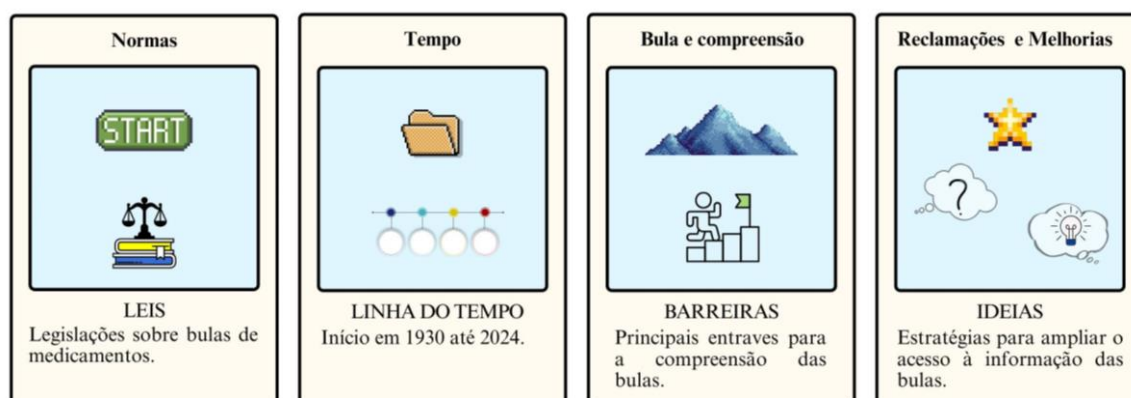 Normas
START
LEIS
Legislações sobre bulas de
medicamentos.
Tempo
LINHA DO TEMPO
Início em 1930 até 2024.
Bula e compreensão
BARREIRAS
Principais entraves para
a compreensão das
bulas.
Reclamações e Melhorias
?
IDEIAS
Estratégias para ampliar o
acesso à informação das
bulas.